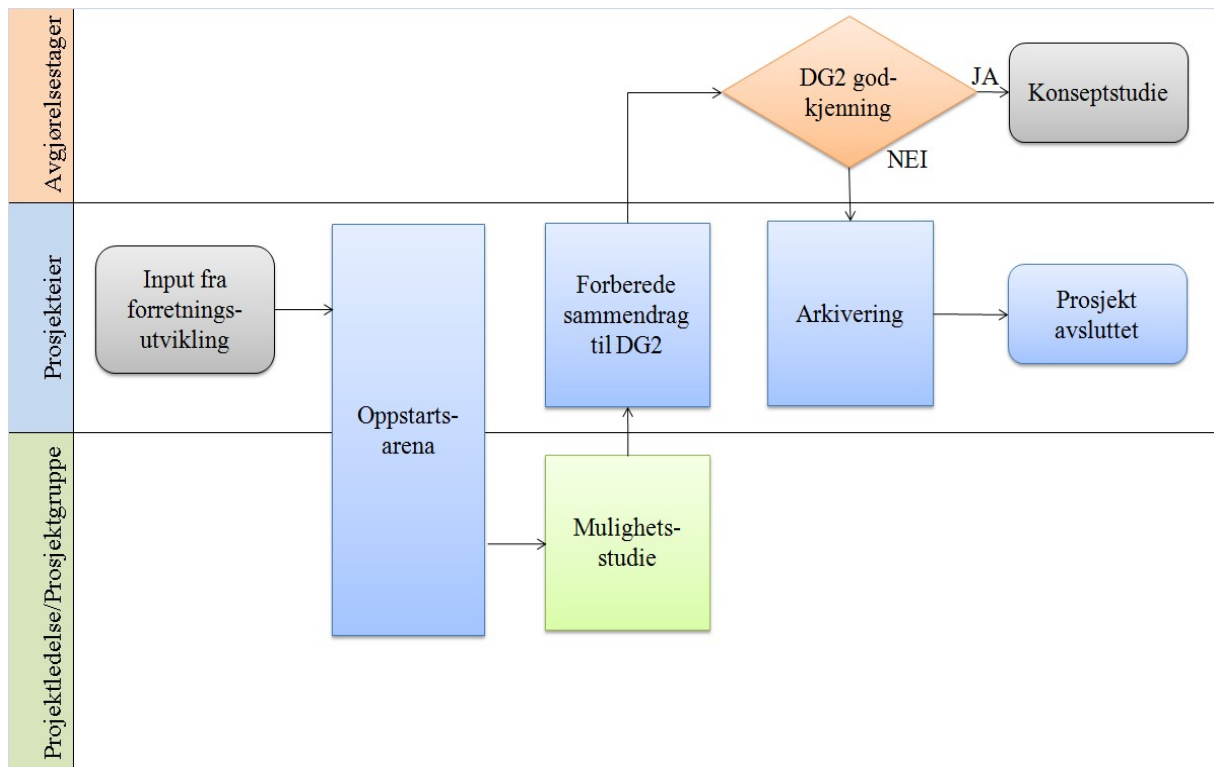 Avgjørelsestager
DG2 god-
kjenning
JA
Konseptstudie
NEI
Prosjekteier
Input fra
forretnings-
utvikling
Oppstarts-
arena
Forberede
sammendrag
til DG2
Arkivering
Prosjekt
avsluttet
Projektledelse/Prosjektgruppe
Mulighets-
studie